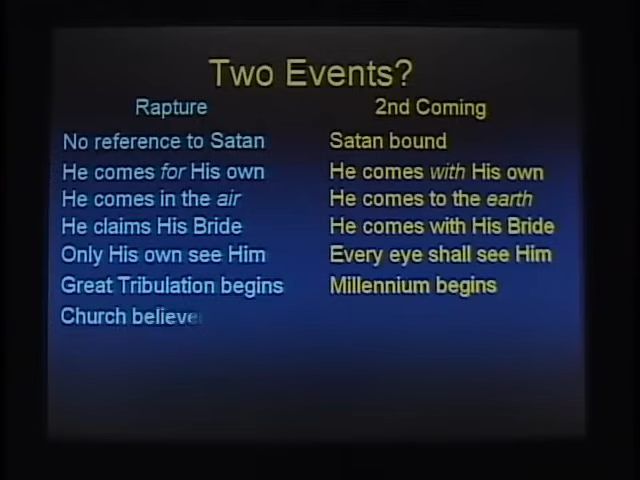 Two Events?
Rapture 2nd Coming
No reference to Satan Satan bound
He comes for His own He comes with His own
He comes in the air He comes to the earth
He claims His Bride He comes with His Bride
Only His own see Him Every eye shall see Him
Great Tribulation begins Millennium begins
Church believe